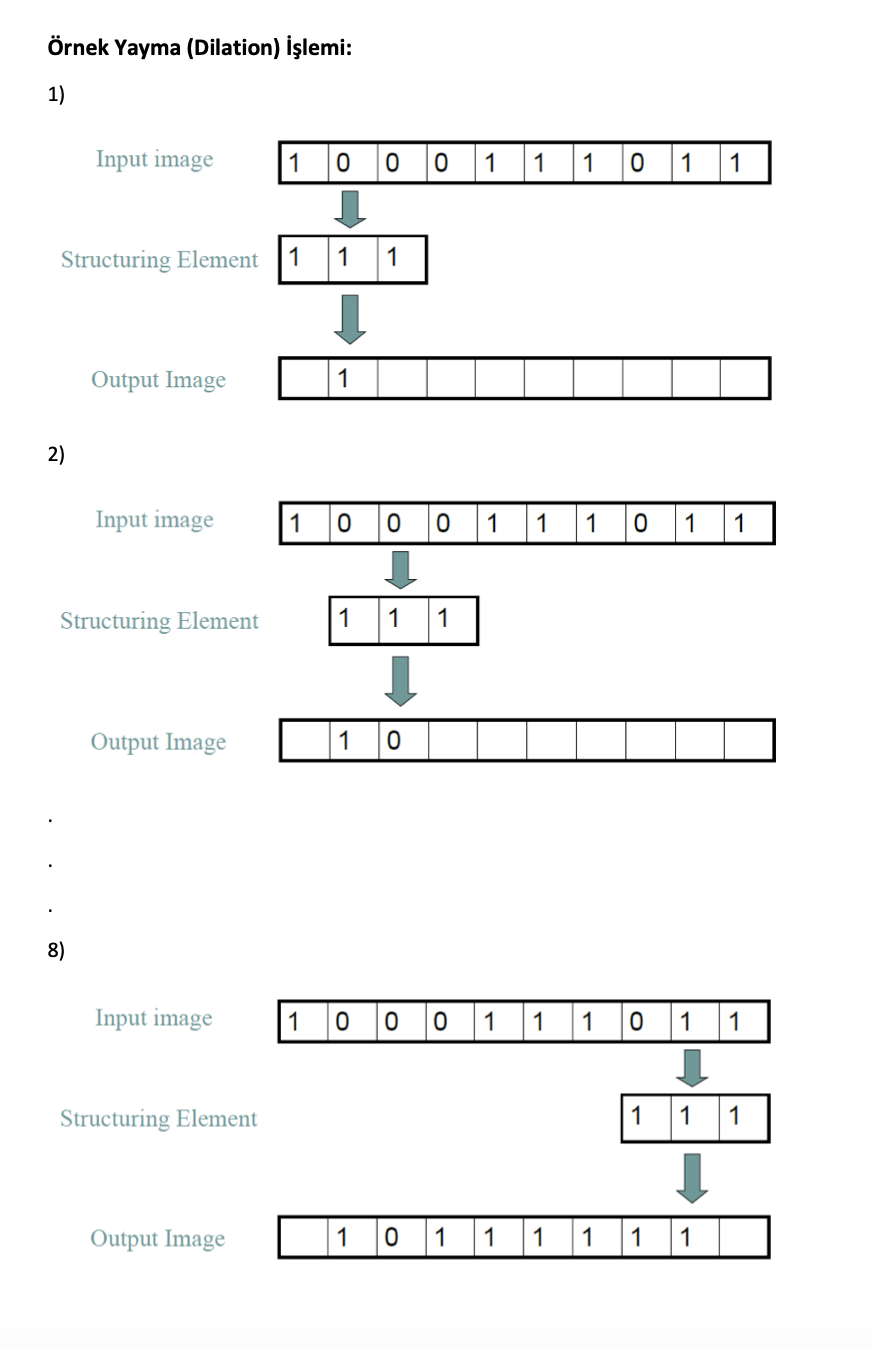 Örnek Yayma (Dilation) İşlemi:
1)
Input image 1 0 0 0 1 1 1 0 1 1
Structuring Element 1 1 1
Output Image 1
2)
Input image 1 0 0 0 1 1 1 0 1 1
Structuring Element 1 1 1
Output Image 1 0
.
.
.
8)
Input image 1 0 0 0 1 1 1 0 1 1
Structuring Element 1 1 1
Output Image 1 0 1 1 1 1 1 1